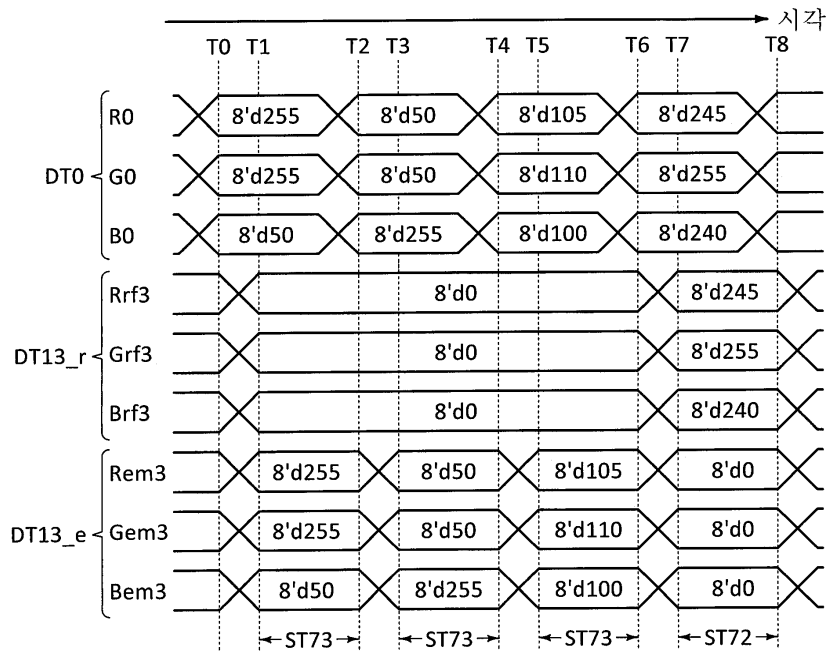 시각
T0 T1 T2 T3 T4 T5 T6 T7 T8
DT0
R0 8'd255 8'd50 8'd105 8'd245
G0 8'd255 8'd50 8'd110 8'd255
B0 8'd50 8'd255 8'd100 8'd240
DT13_r
Rrf3 8'd0 8'd245
Grf3 8'd0 8'd255
Brf3 8'd0 8'd240
DT13_e
Rem3 8'd255 8'd50 8'd105 8'd0
Gem3 8'd255 8'd50 8'd110 8'd0
Bem3 8'd50 8'd255 8'd100 8'd0
ST73 ST73 ST73 ST72